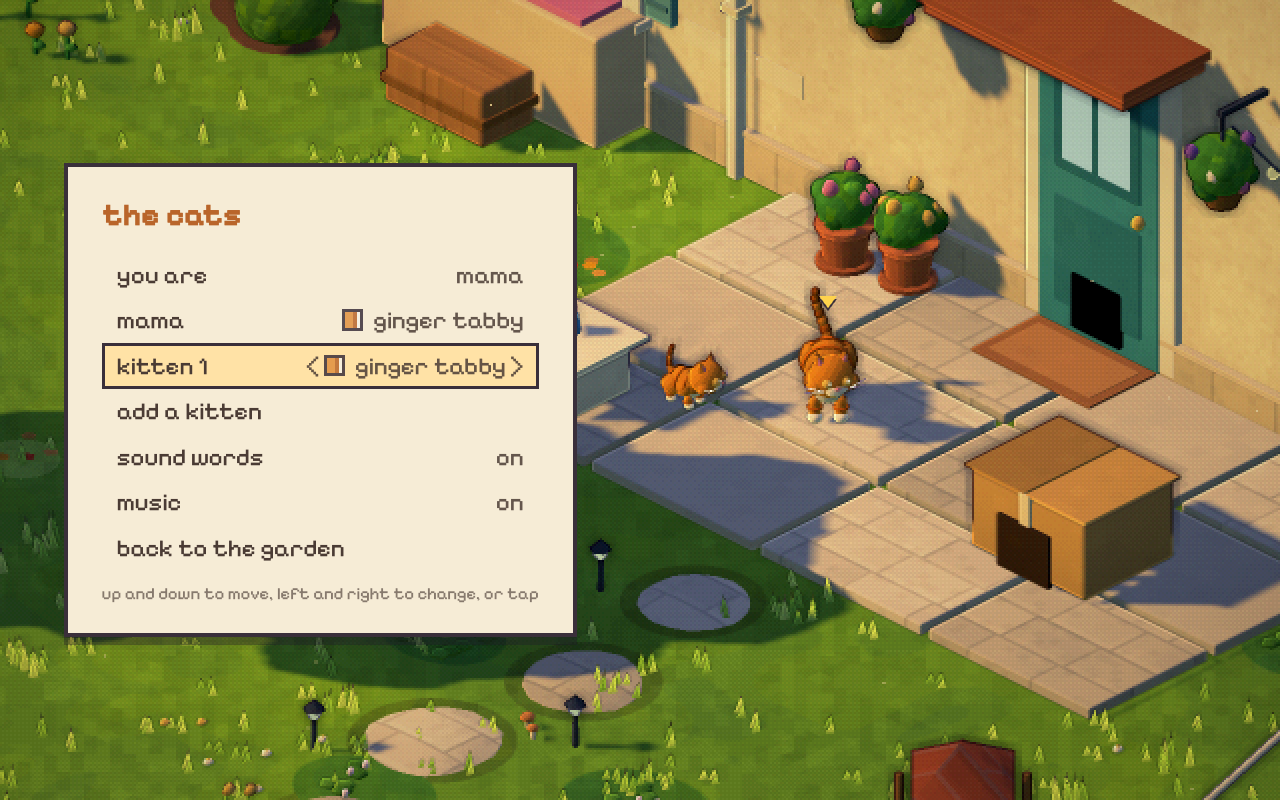 the cats
you are mama
mama ginger tabby
kitten 1 < ginger tabby >
add a kitten
sound words on
music on
back to the garden
up and down to move, left and right to change, or tap